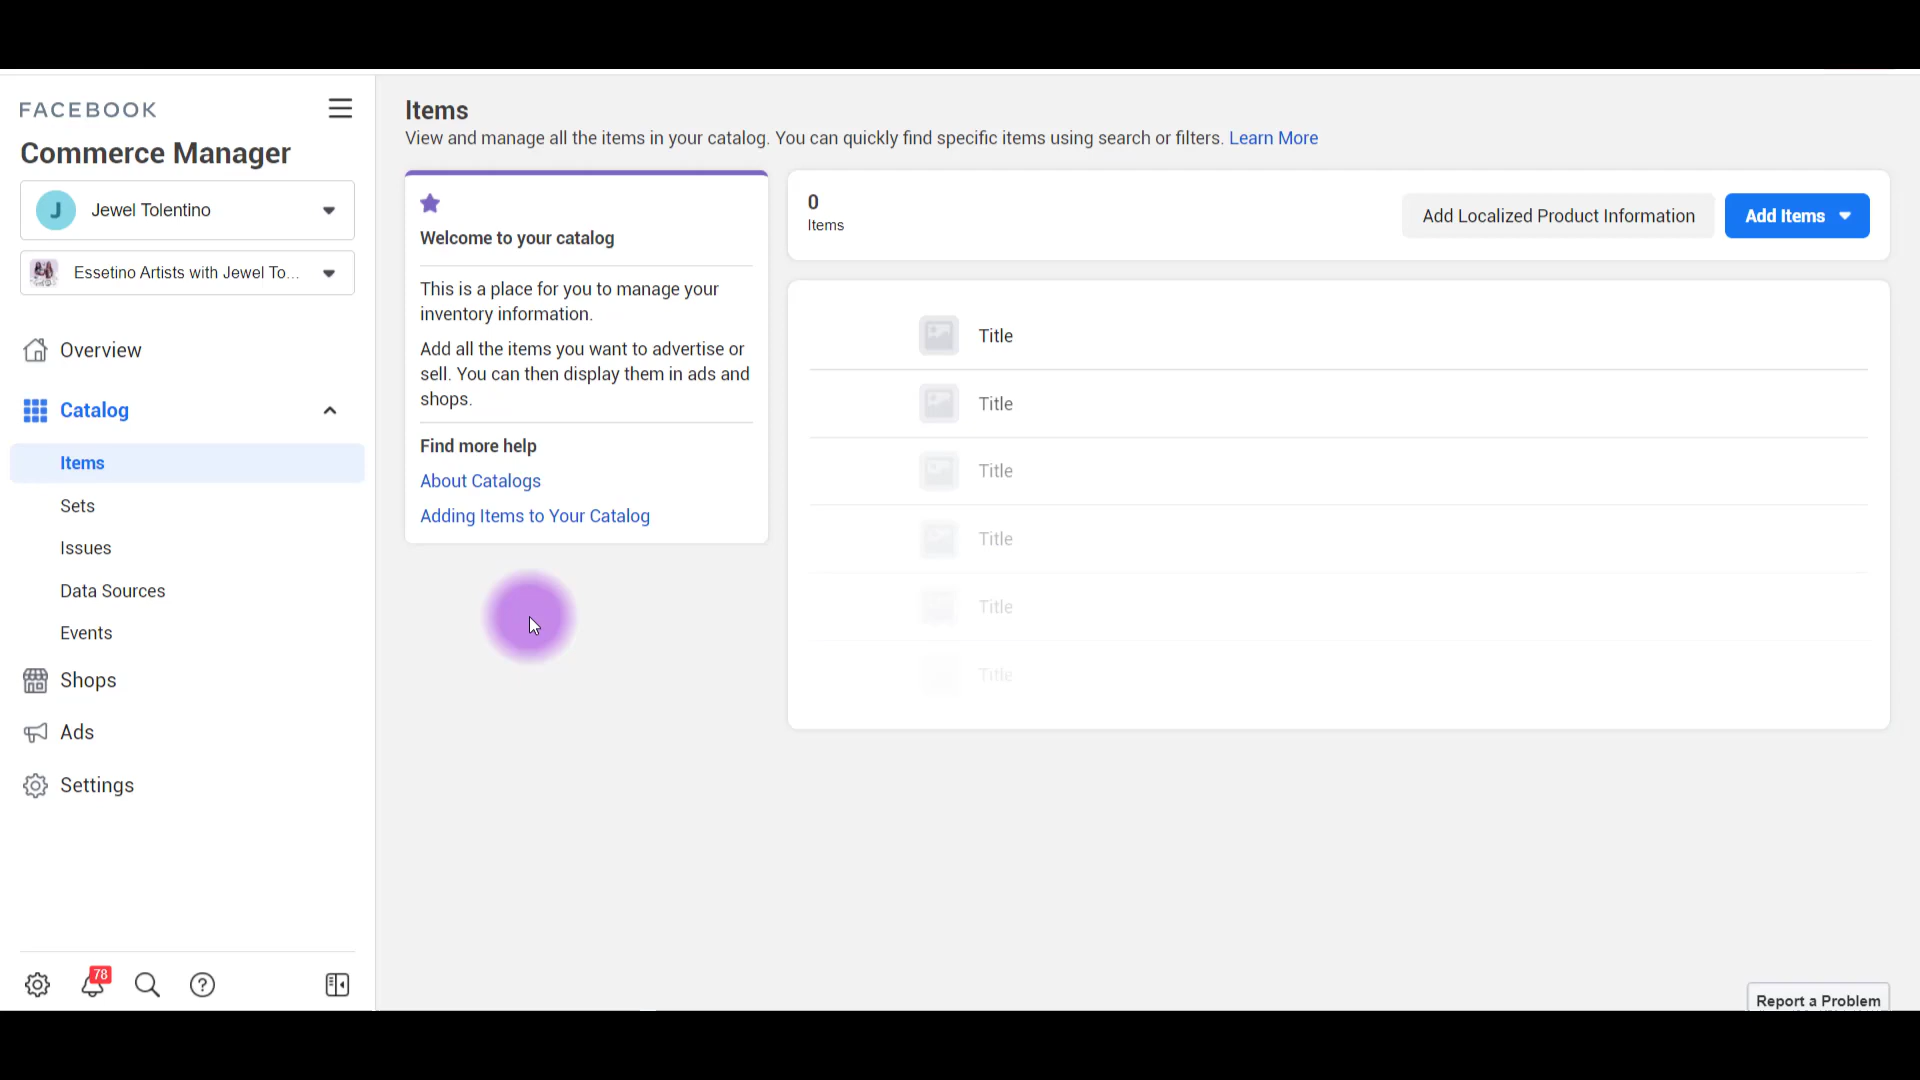 FACEBOOK
Commerce Manager
J
Jewel Tolentino
Essetino Artists with Jewel To...
Overview
Catalog
Items
Sets
Issues
Data Sources
Events
Shops
Ads
Settings
78
Items
View and manage all the items in your catalog. You can quickly find specific items using search or filters. Learn More
Welcome to your catalog
This is a place for you to manage your
inventory information.
Add all the items you want to advertise or
sell. You can then display them in ads and
shops.
Find more help
About Catalogs
Adding Items to Your Catalog
0
Items
Add Localized Product Information
Add Items
Title
Title
Title
Title
Title
Title
Report a Problem